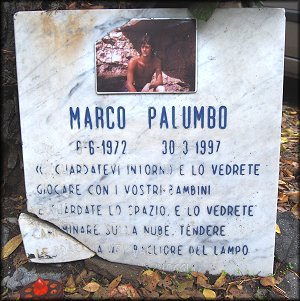 MARCO PALUMBO
6-6-1972 30-3-1997
GUARDATEVI INTORNO E LO VEDRETE
GIOCARE CON I VOSTRI BAMBINI
GUARDATE LO SPAZIO, E LO VEDRETE
SULLA NUBE, TENDERE
DEL LAMPO